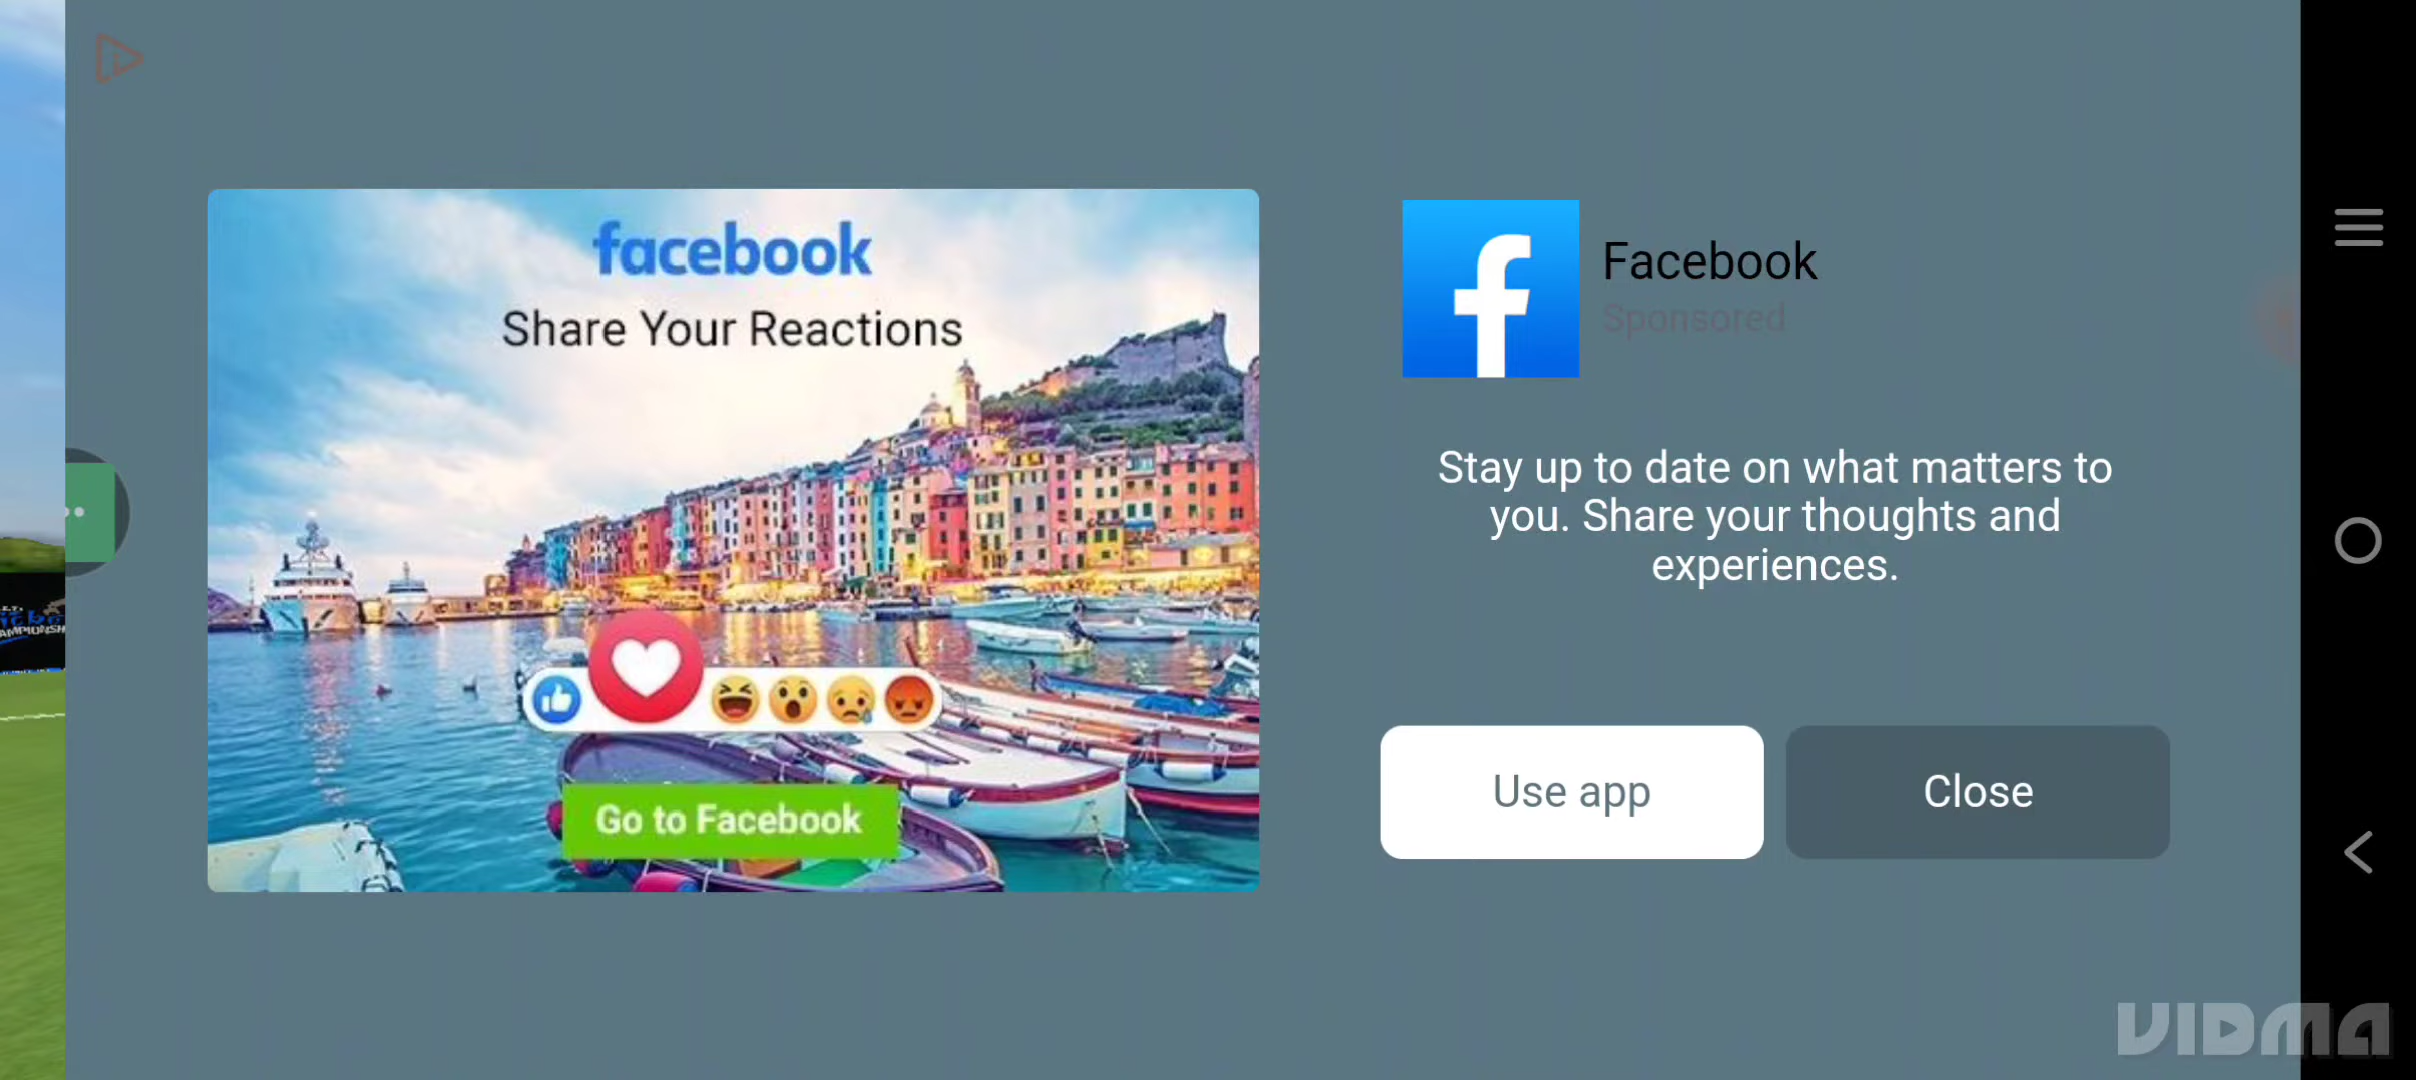 facebook
Share Your Reactions
Go to Facebook
Facebook
Sponsored
Stay up to date on what matters to
you. Share your thoughts and
experiences.
Use app
Close
VIDMA